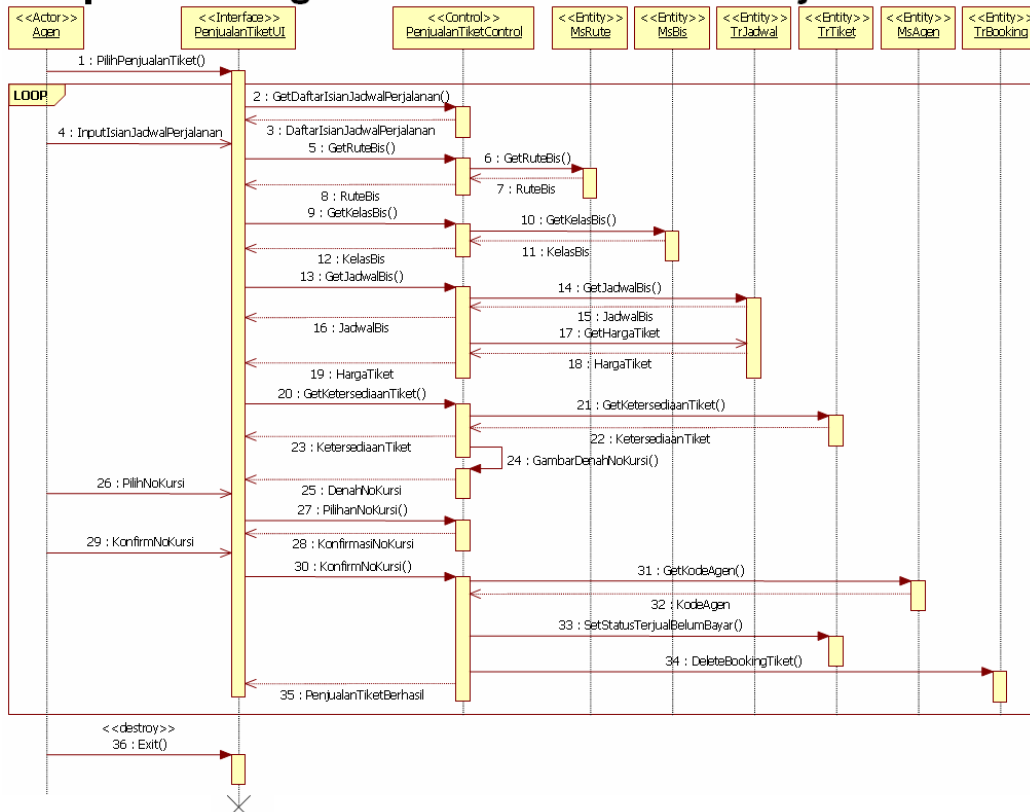 <<Actor>>
Agen
<<Interface>>
PenjualanTiketUI
<<Control>>
PenjualanTiketControl
<<Entity>>
MsRute
<<Entity>>
MsBis
<<Entity>>
TrJadwal
<<Entity>>
TrTiket
<<Entity>>
MsAgen
<<Entity>>
TrBooking
1 : PilihPenjualanTiket()
LOOP
2 : GetDaftarIsianJadwalPerjalanan()
3 : DaftarIsianJadwalPerjalanan
4 : InputIsianJadwalPerjalanan
5 : GetRuteBis()
6 : GetRuteBis()
7 : RuteBis
8 : RuteBis
9 : GetKelasBis()
10 : GetKelasBis()
11 : KelasBis
12 : KelasBis
13 : GetJadwalBis()
14 : GetJadwalBis()
15 : JadwalBis
16 : JadwalBis
17 : GetHargaTiket
18 : HargaTiket
19 : HargaTiket
20 : GetKetersediaanTiket()
21 : GetKetersediaanTiket()
22 : KetersediaanTiket
23 : KetersediaanTiket
24 : GambarDenahNoKursi()
25 : DenahNoKursi
26 : PilihNoKursi
27 : PilihanNoKursi()
28 : KonfirmasiNoKursi
29 : KonfirmNoKursi
30 : KonfirmNoKursi()
31 : GetKodeAgen()
32 : KodeAgen
33 : SetStatusTerjualBelumBayar()
34 : DeleteBookingTiket()
35 : PenjualanTiketBerhasil
<<destroy>>
36 : Exit()